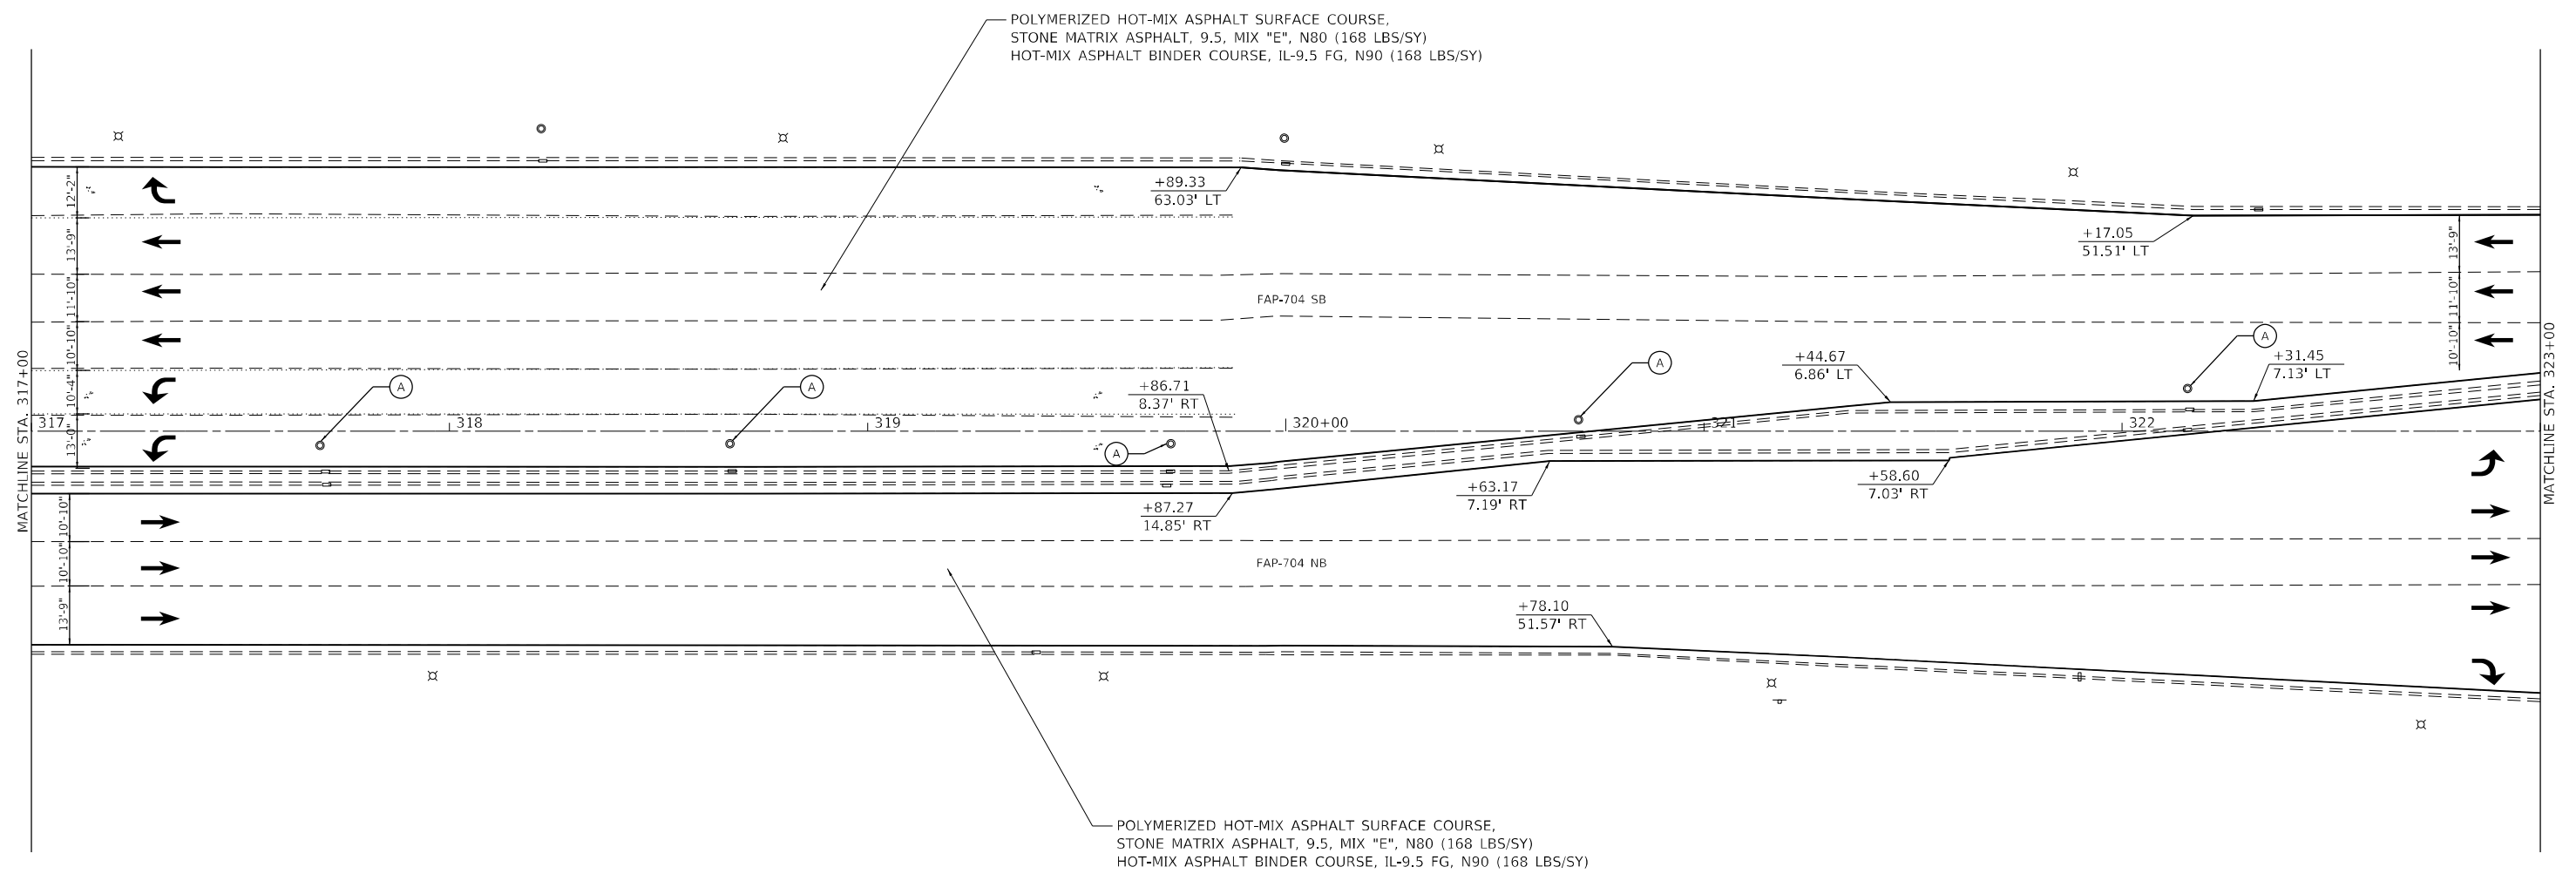 POLYMERIZED HOT-MIX ASPHALT SURFACE COURSE,
STONE MATRIX ASPHALT, 9.5, MIX "E", N80 (168 LBS/SY)
HOT-MIX ASPHALT BINDER COURSE, IL-9.5 FG, N90 (168 LBS/SY)
MATCHLINE STA. 317+00
12'-2"
13'-9"
11'-10"
10'-10"
10'-4"
13'-0"
10'-10"
10'-10"
13'-9"
+89.33
63.03' LT
+17.05
51.51' LT
13'-9"
11'-10"
10'-10"
FAP-704 SB
A
A
A
A
A
+86.71
8.37' RT
+44.67
6.86' LT
+31.45
7.13' LT
317
318
319
320+00
321
322
+87.27
14.85' RT
+63.17
7.19' RT
+58.60
7.03' RT
FAP-704 NB
+78.10
51.57' RT
MATCHLINE STA. 323+00
POLYMERIZED HOT-MIX ASPHALT SURFACE COURSE,
STONE MATRIX ASPHALT, 9.5, MIX "E", N80 (168 LBS/SY)
HOT-MIX ASPHALT BINDER COURSE, IL-9.5 FG, N90 (168 LBS/SY)